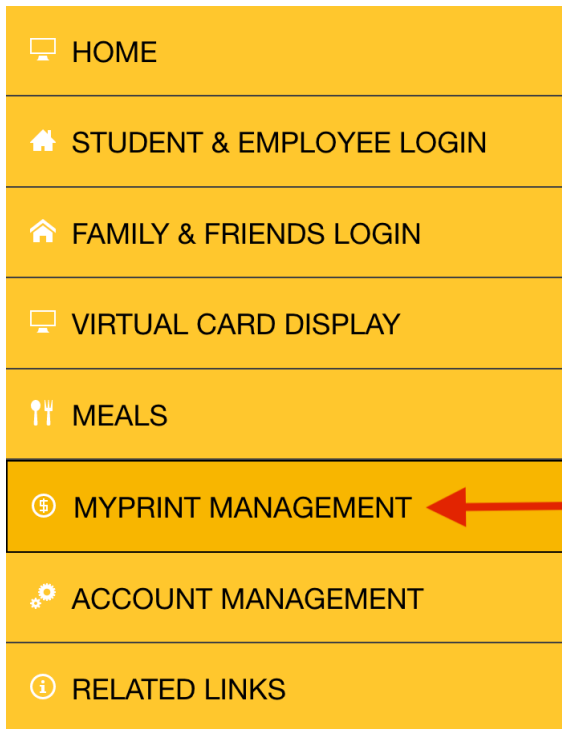 HOME
STUDENT & EMPLOYEE LOGIN
FAMILY & FRIENDS LOGIN
VIRTUAL CARD DISPLAY
MEALS
MYPRINT MANAGEMENT
ACCOUNT MANAGEMENT
RELATED LINKS